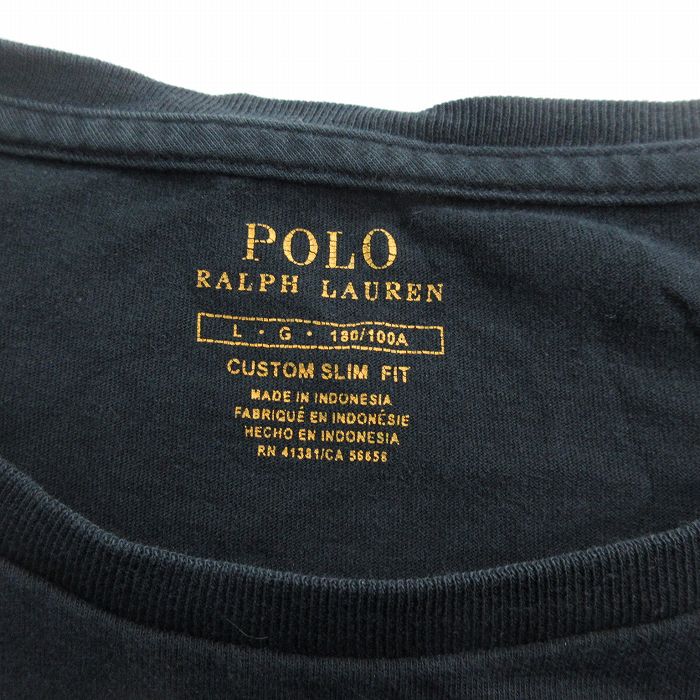 POLO
RALPH LAUREN
L • G • 180/100A
CUSTOM SLIM FIT
MADE IN INDONESIA
FABRIQUÉ EN INDONÉSIE
HECHO EN INDONESIA
RN 41381/CA 56656